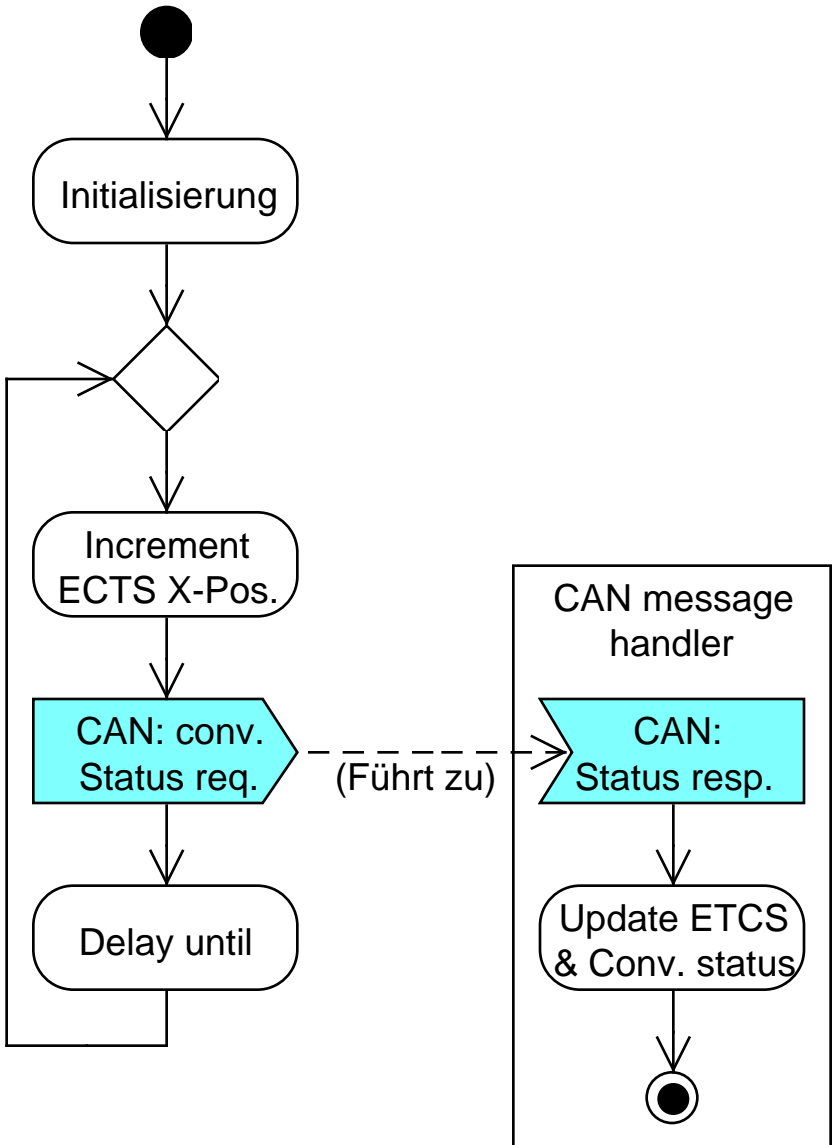 Initialisierung
Increment
ECTS X-Pos.
CAN: conv.
Status req.
(Führt zu)
Delay until
CAN message
handler
CAN:
Status resp.
Update ETCS
& Conv. status